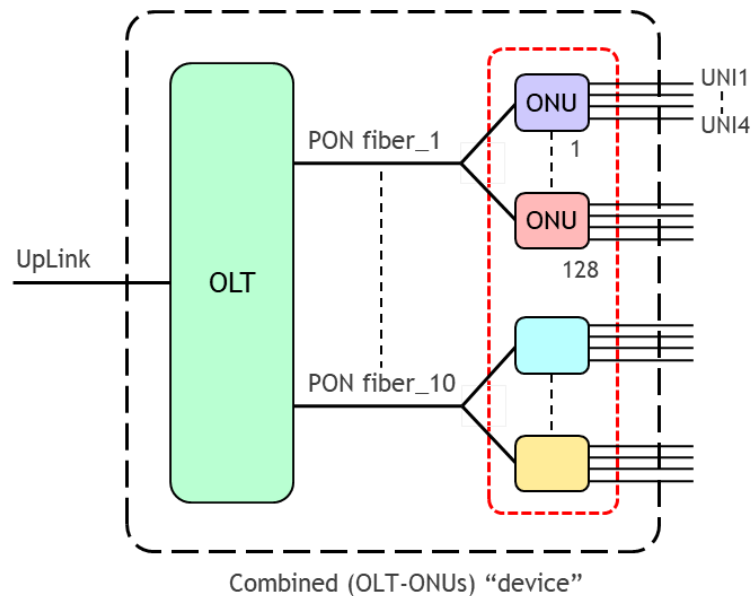 ONU
UNI1
PON fiber_1
UNI4
1
ONU
UpLink
128
OLT
PON fiber_10
Combined (OLT-ONUs) “device”